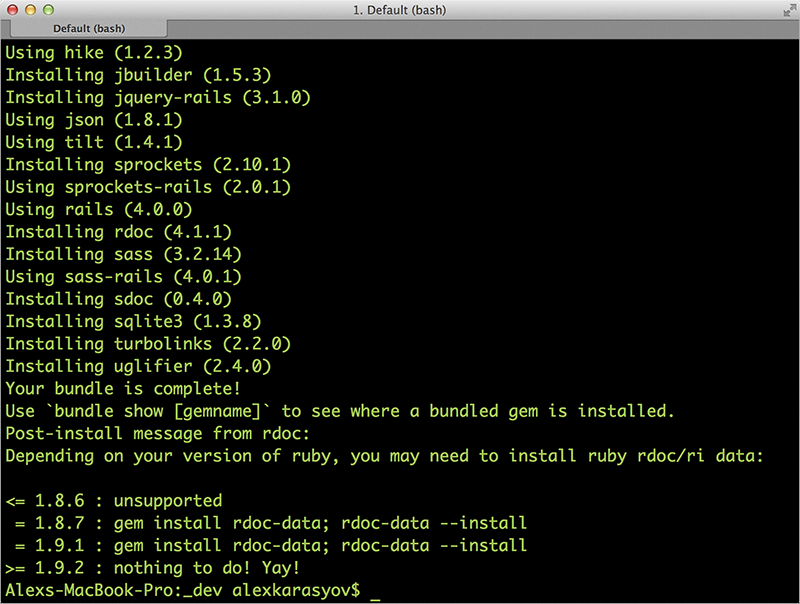 1. Default (bash)
Default (bash)
Using hike (1.2.3)
Installing jbuilder (1.5.3)
Installing jquery-rails (3.1.0)
Using json (1.8.1)
Using tilt (1.4.1)
Installing sprockets (2.10.1)
Using sprockets-rails (2.0.1)
Using rails (4.0.0)
Installing rdoc (4.1.1)
Installing sass (3.2.14)
Using sass-rails (4.0.1)
Installing sdoc (0.4.0)
Installing sqlite3 (1.3.8)
Installing turbolinks (2.2.0)
Installing uglifier (2.4.0)
Your bundle is complete!
Use `bundle show [gemname]` to see where a bundled gem is installed.
Post-install message from rdoc:
Depending on your version of ruby, you may need to install ruby rdoc/ri data:
<= 1.8.6 : unsupported
 = 1.8.7 : gem install rdoc-data; rdoc-data --install
 = 1.9.1 : gem install rdoc-data; rdoc-data --install
>= 1.9.2 : nothing to do! Yay!
Alexs-MacBook-Pro:_dev alexkarasyov$ _